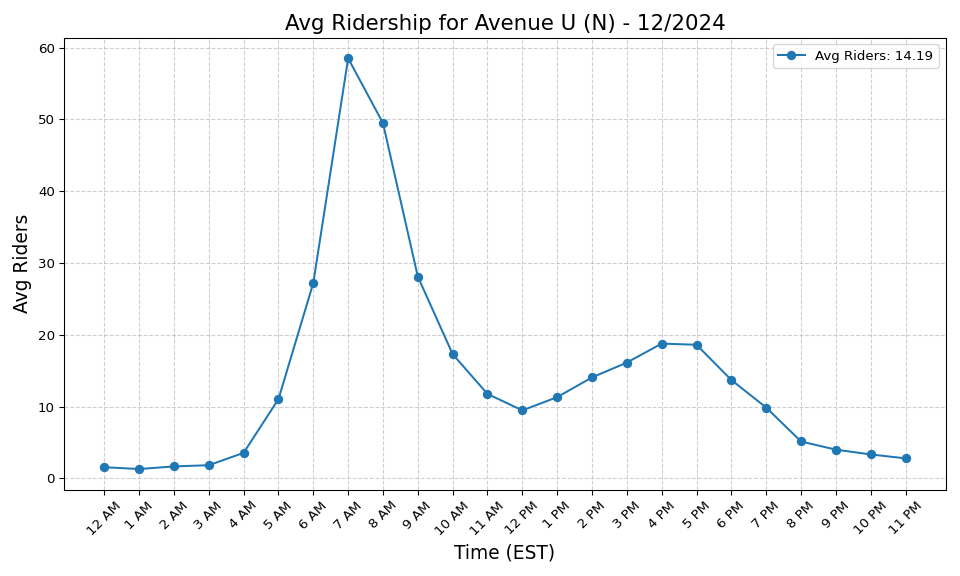 Avg Ridership for Avenue U (N) - 12/2024
Avg Riders: 14.19
Avg Riders
60
50
40
30
20
10
0
12 AM
1 AM
2 AM
3 AM
4 AM
5 AM
6 AM
7 AM
8 AM
9 AM
10 AM
11 AM
12 PM
1 PM
2 PM
3 PM
4 PM
5 PM
6 PM
7 PM
8 PM
9 PM
10 PM
11 PM
Time (EST)